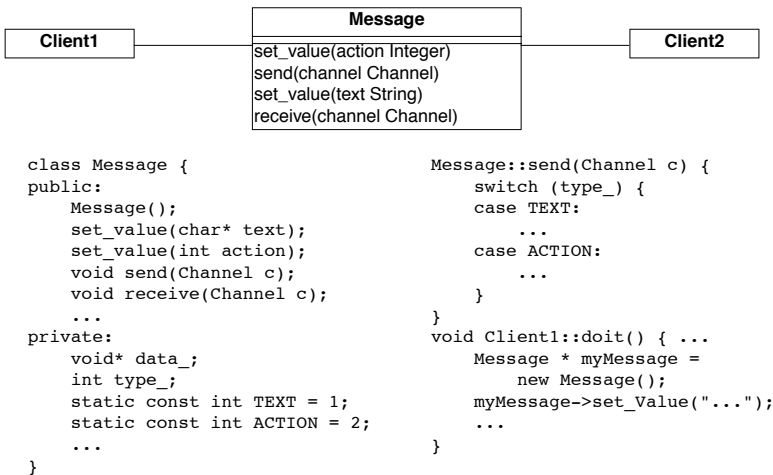 Message
Client1
Client2
set_value(action Integer)
send(channel Channel)
set_value(text String)
receive(channel Channel)
class Message {
public:
    Message();
    set_value(char* text);
    set_value(int action);
    void send(Channel c);
    void receive(Channel c);
    ...
private:
    void* data_;
    int type_;
    static const int TEXT = 1;
    static const int ACTION = 2;
    ...
}
Message::send(Channel c) {
    switch (type_) {
    case TEXT:
        ...
    case ACTION:
        ...
    }
}
void Client1::doit() { ...
    Message * myMessage =
        new Message();
    myMessage->set_Value("...");
    ...
}